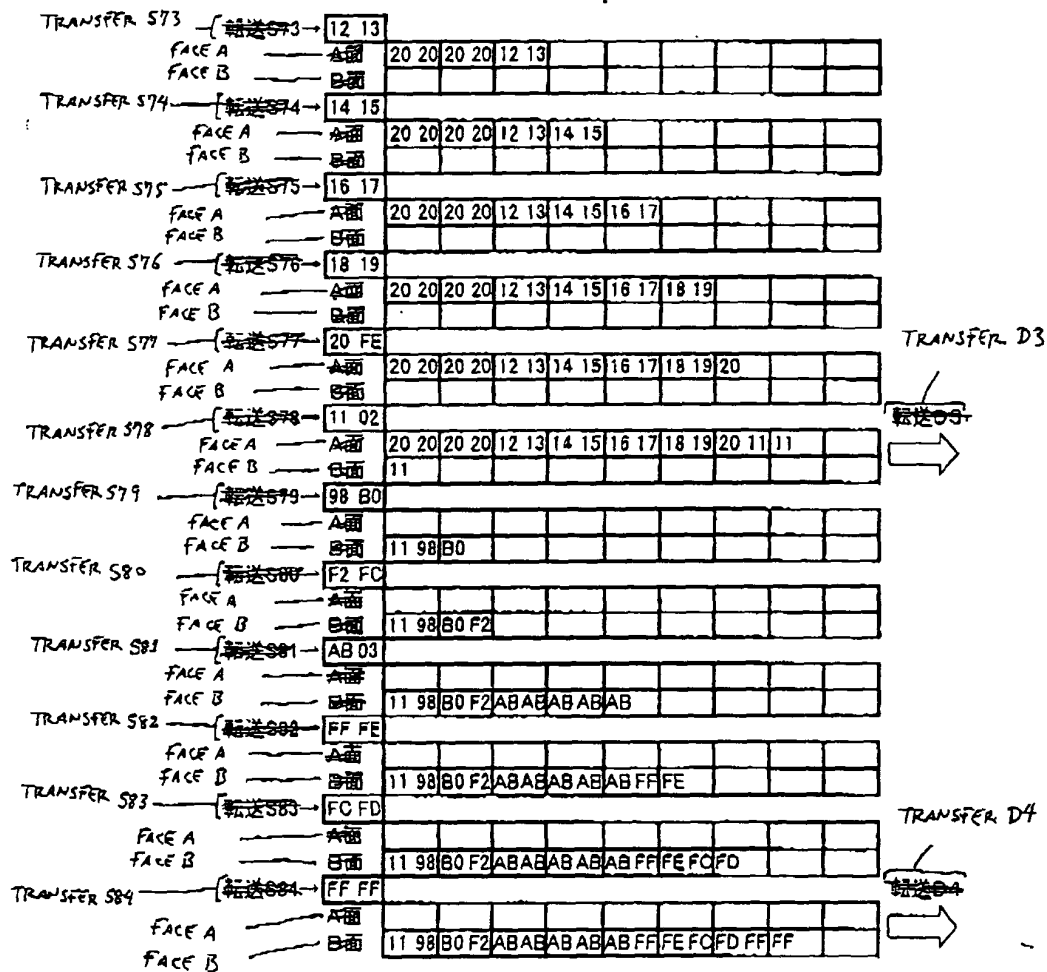 TRANSFER S73 転送S73 12 13
FACE A A面 20 20 20 20 12 13
FACE B B面
TRANSFER S74 転送S74 14 15
FACE A A面 20 20 20 20 12 13 14 15
FACE B B面
TRANSFER S75 転送S75 16 17
FACE A A面 20 20 20 20 12 13 14 15 16 17
FACE B B面
TRANSFER S76 転送S76 18 19
FACE A A面 20 20 20 20 12 13 14 15 16 17 18 19
FACE B B面
TRANSFER S77 転送S77 20 FE
TRANSFER D3
FACE A A面 20 20 20 20 12 13 14 15 16 17 18 19 20
FACE B B面
TRANSFER S78 転送S78 11 02
転送D3
FACE A A面 20 20 20 20 12 13 14 15 16 17 18 19 20 11 11
FACE B B面 11
TRANSFER S79 転送S79 98 B0
FACE A A面
FACE B B面 11 98 B0
TRANSFER S80 転送S80 F2 FC
FACE A A面
FACE B B面 11 98 B0 F2
TRANSFER S81 転送S81 AB 03
FACE A A面
FACE B B面 11 98 B0 F2 AB AB AB AB AB
TRANSFER S82 転送S82 FF FE
FACE A A面
FACE B B面 11 98 B0 F2 AB AB AB AB AB FF FE
TRANSFER S83 転送S83 FC FD
TRANSFER D4
FACE A A面
FACE B B面 11 98 B0 F2 AB AB AB AB AB FF FE FC FD
TRANSFER S84 転送S84 FF FF
転送D4
FACE A A面
FACE B B面 11 98 B0 F2 AB AB AB AB AB FF FE FC FD FF FF